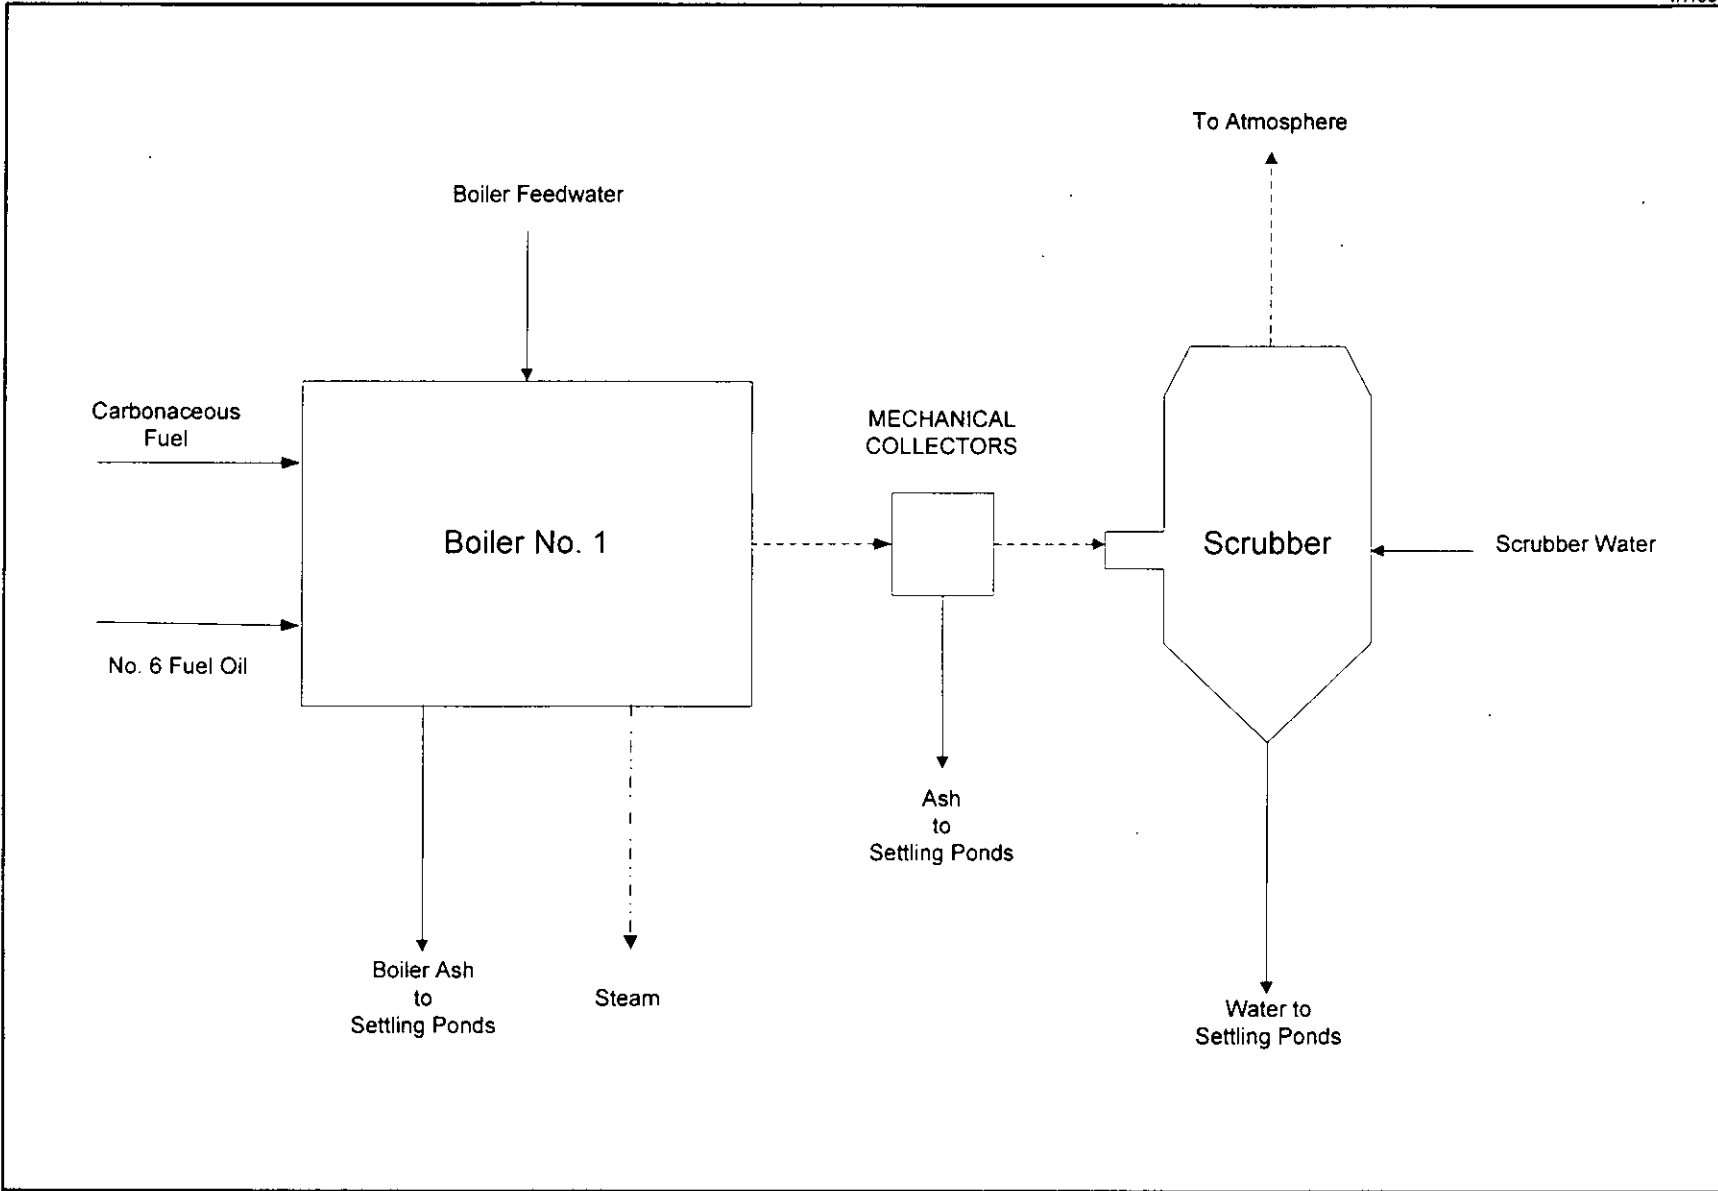 To Atmosphere
Boiler Feedwater
Carbonaceous
Fuel
MECHANICAL
COLLECTORS
Boiler No. 1
Scrubber
Scrubber Water
No. 6 Fuel Oil
Ash
to
Settling Ponds
Boiler Ash
to
Settling Ponds
Steam
Water to
Settling Ponds